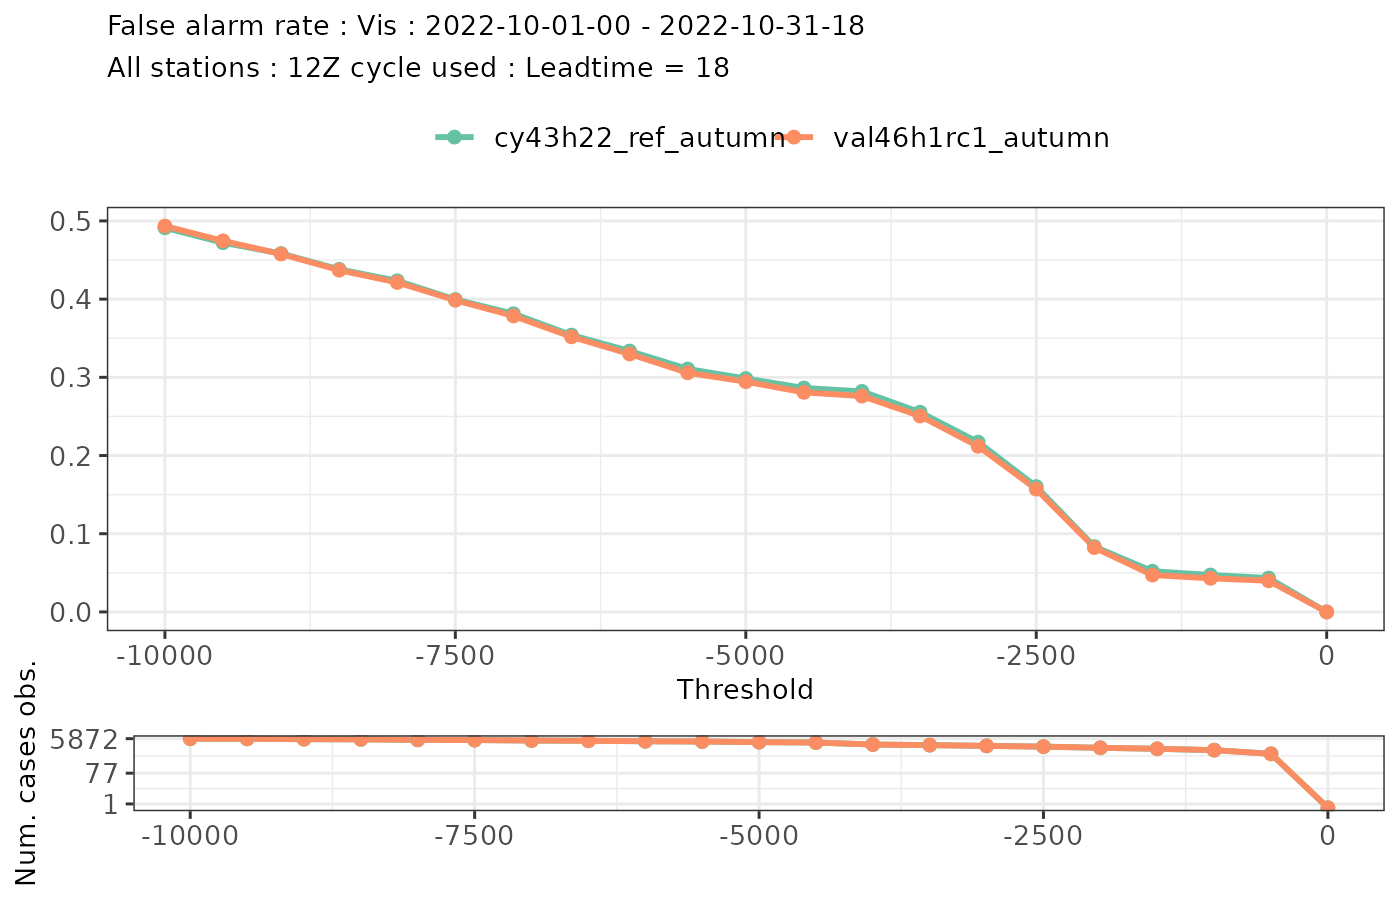 False alarm rate : Vis : 2022-10-01-00 - 2022-10-31-18
All stations : 12Z cycle used : Leadtime = 18
cy43h22_ref_autumn val46h1rc1_autumn
0.5
0.4
0.3
0.2
0.1
0.0
-10000 -7500 -5000 -2500 0
Threshold
Num. cases obs.
5872
77
1
-10000 -7500 -5000 -2500 0